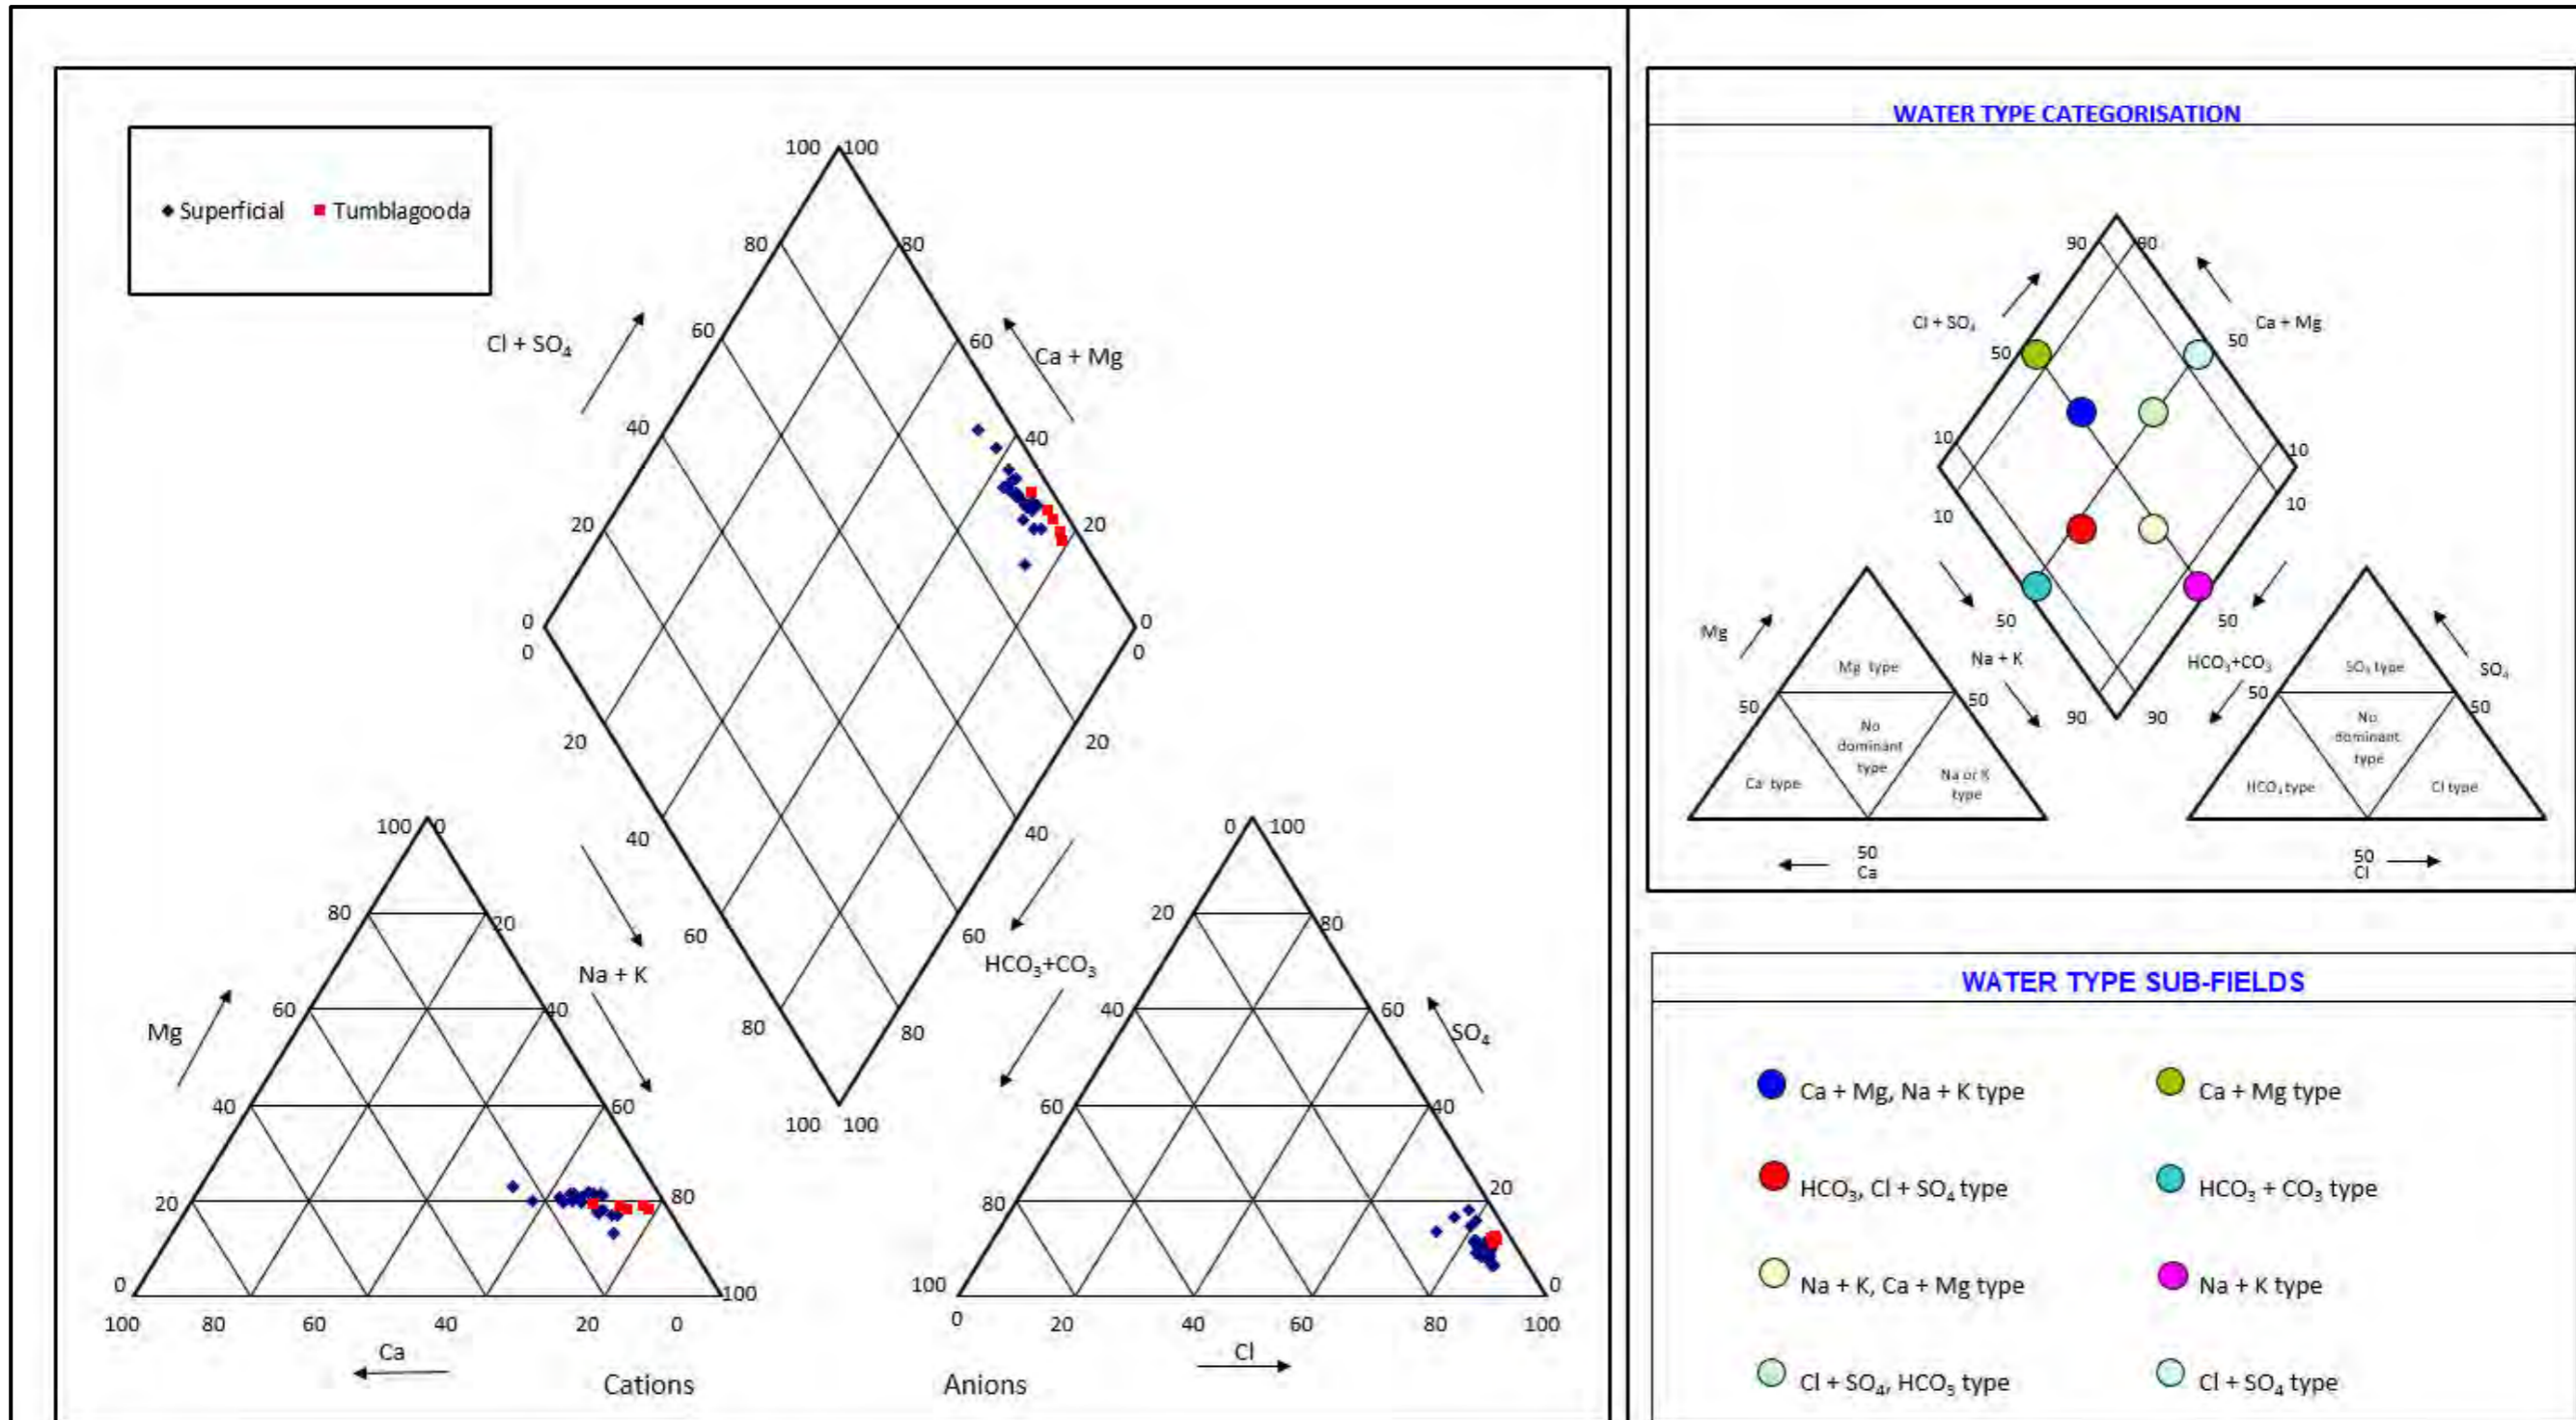 Superficial Tumblagooda
100 100
80 80
60 60
Cl + SO₄ Ca + Mg
40 40
20 20
0 0
0 0
20 20
40 40
60 60
Na + K HCO₃+CO₃
80 80
100 100
100 0
80 20
60 40
Mg
40 60
20 80
0 100
100 80 60 40 20 0
Ca
Cations
0 100
20 80
40 60
SO₄
60 40
80 20
100 0
0 20 40 60 80 100
Cl
Anions
WATER TYPE CATEGORISATION
90 90
Cl + SO₄ Ca + Mg
50 50
10 10
10 10
50 50
Mg Na + K HCO₃+CO₃ SO₄
90 90
Mg type
50 50
No
dominant
type
Ca type
Na or K
type
50
Ca
SO₄ type
50 50
No
dominant
type
HCO₃ type
Cl type
50
Cl
WATER TYPE SUB-FIELDS
Ca + Mg, Na + K type Ca + Mg type
HCO₃, Cl + SO₄ type HCO₃ + CO₃ type
Na + K, Ca + Mg type Na + K type
Cl + SO₄, HCO₃ type Cl + SO₄ type